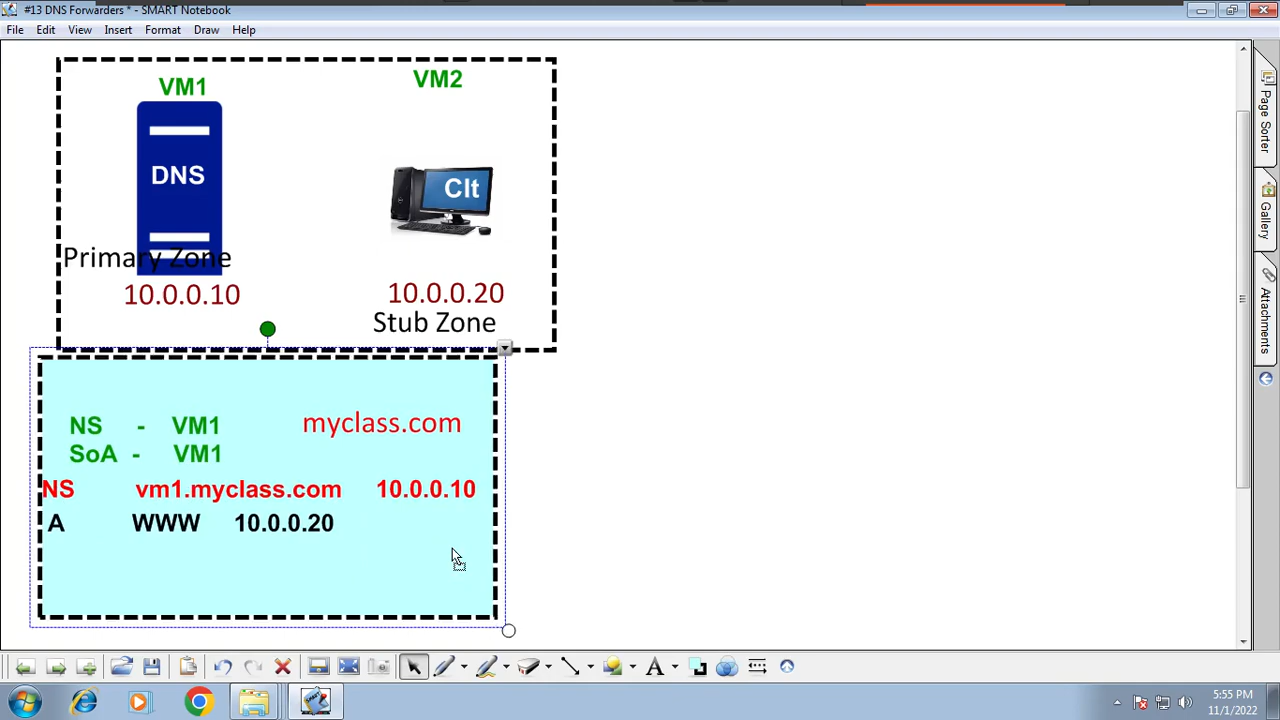 #13 DNS Forwarders * - SMART Notebook
File Edit View Insert Format Draw Help
VM1
VM2
DNS
Clt
Primary Zone
10.0.0.10
10.0.0.20
Stub Zone
NS - VM1
myclass.com
SoA - VM1
NS vm1.myclass.com 10.0.0.10
A WWW 10.0.0.20
Page Sorter
Gallery
Attachments
A
SMART
5:55 PM
11/1/2022